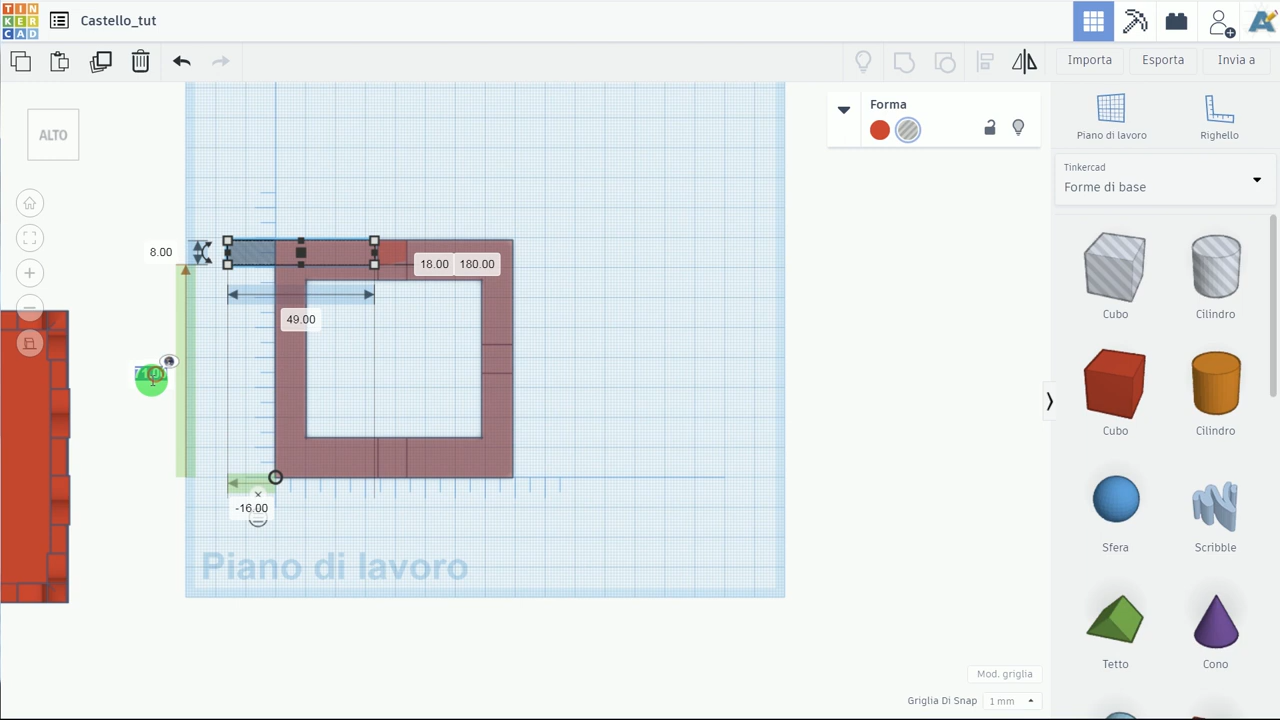 TIN
KER
CAD
Castello_tut
Importa
Esporta
Invia a
ALTO
Forma
Piano di lavoro
Righello
Tinkercad
Forme di base
8.00
18.00
180.00
49.00
-16.00
Cubo
Cilindro
Cubo
Cilindro
Sfera
Scribble
Tetto
Cono
Piano di lavoro
Mod. griglia
Griglia Di Snap
1 mm